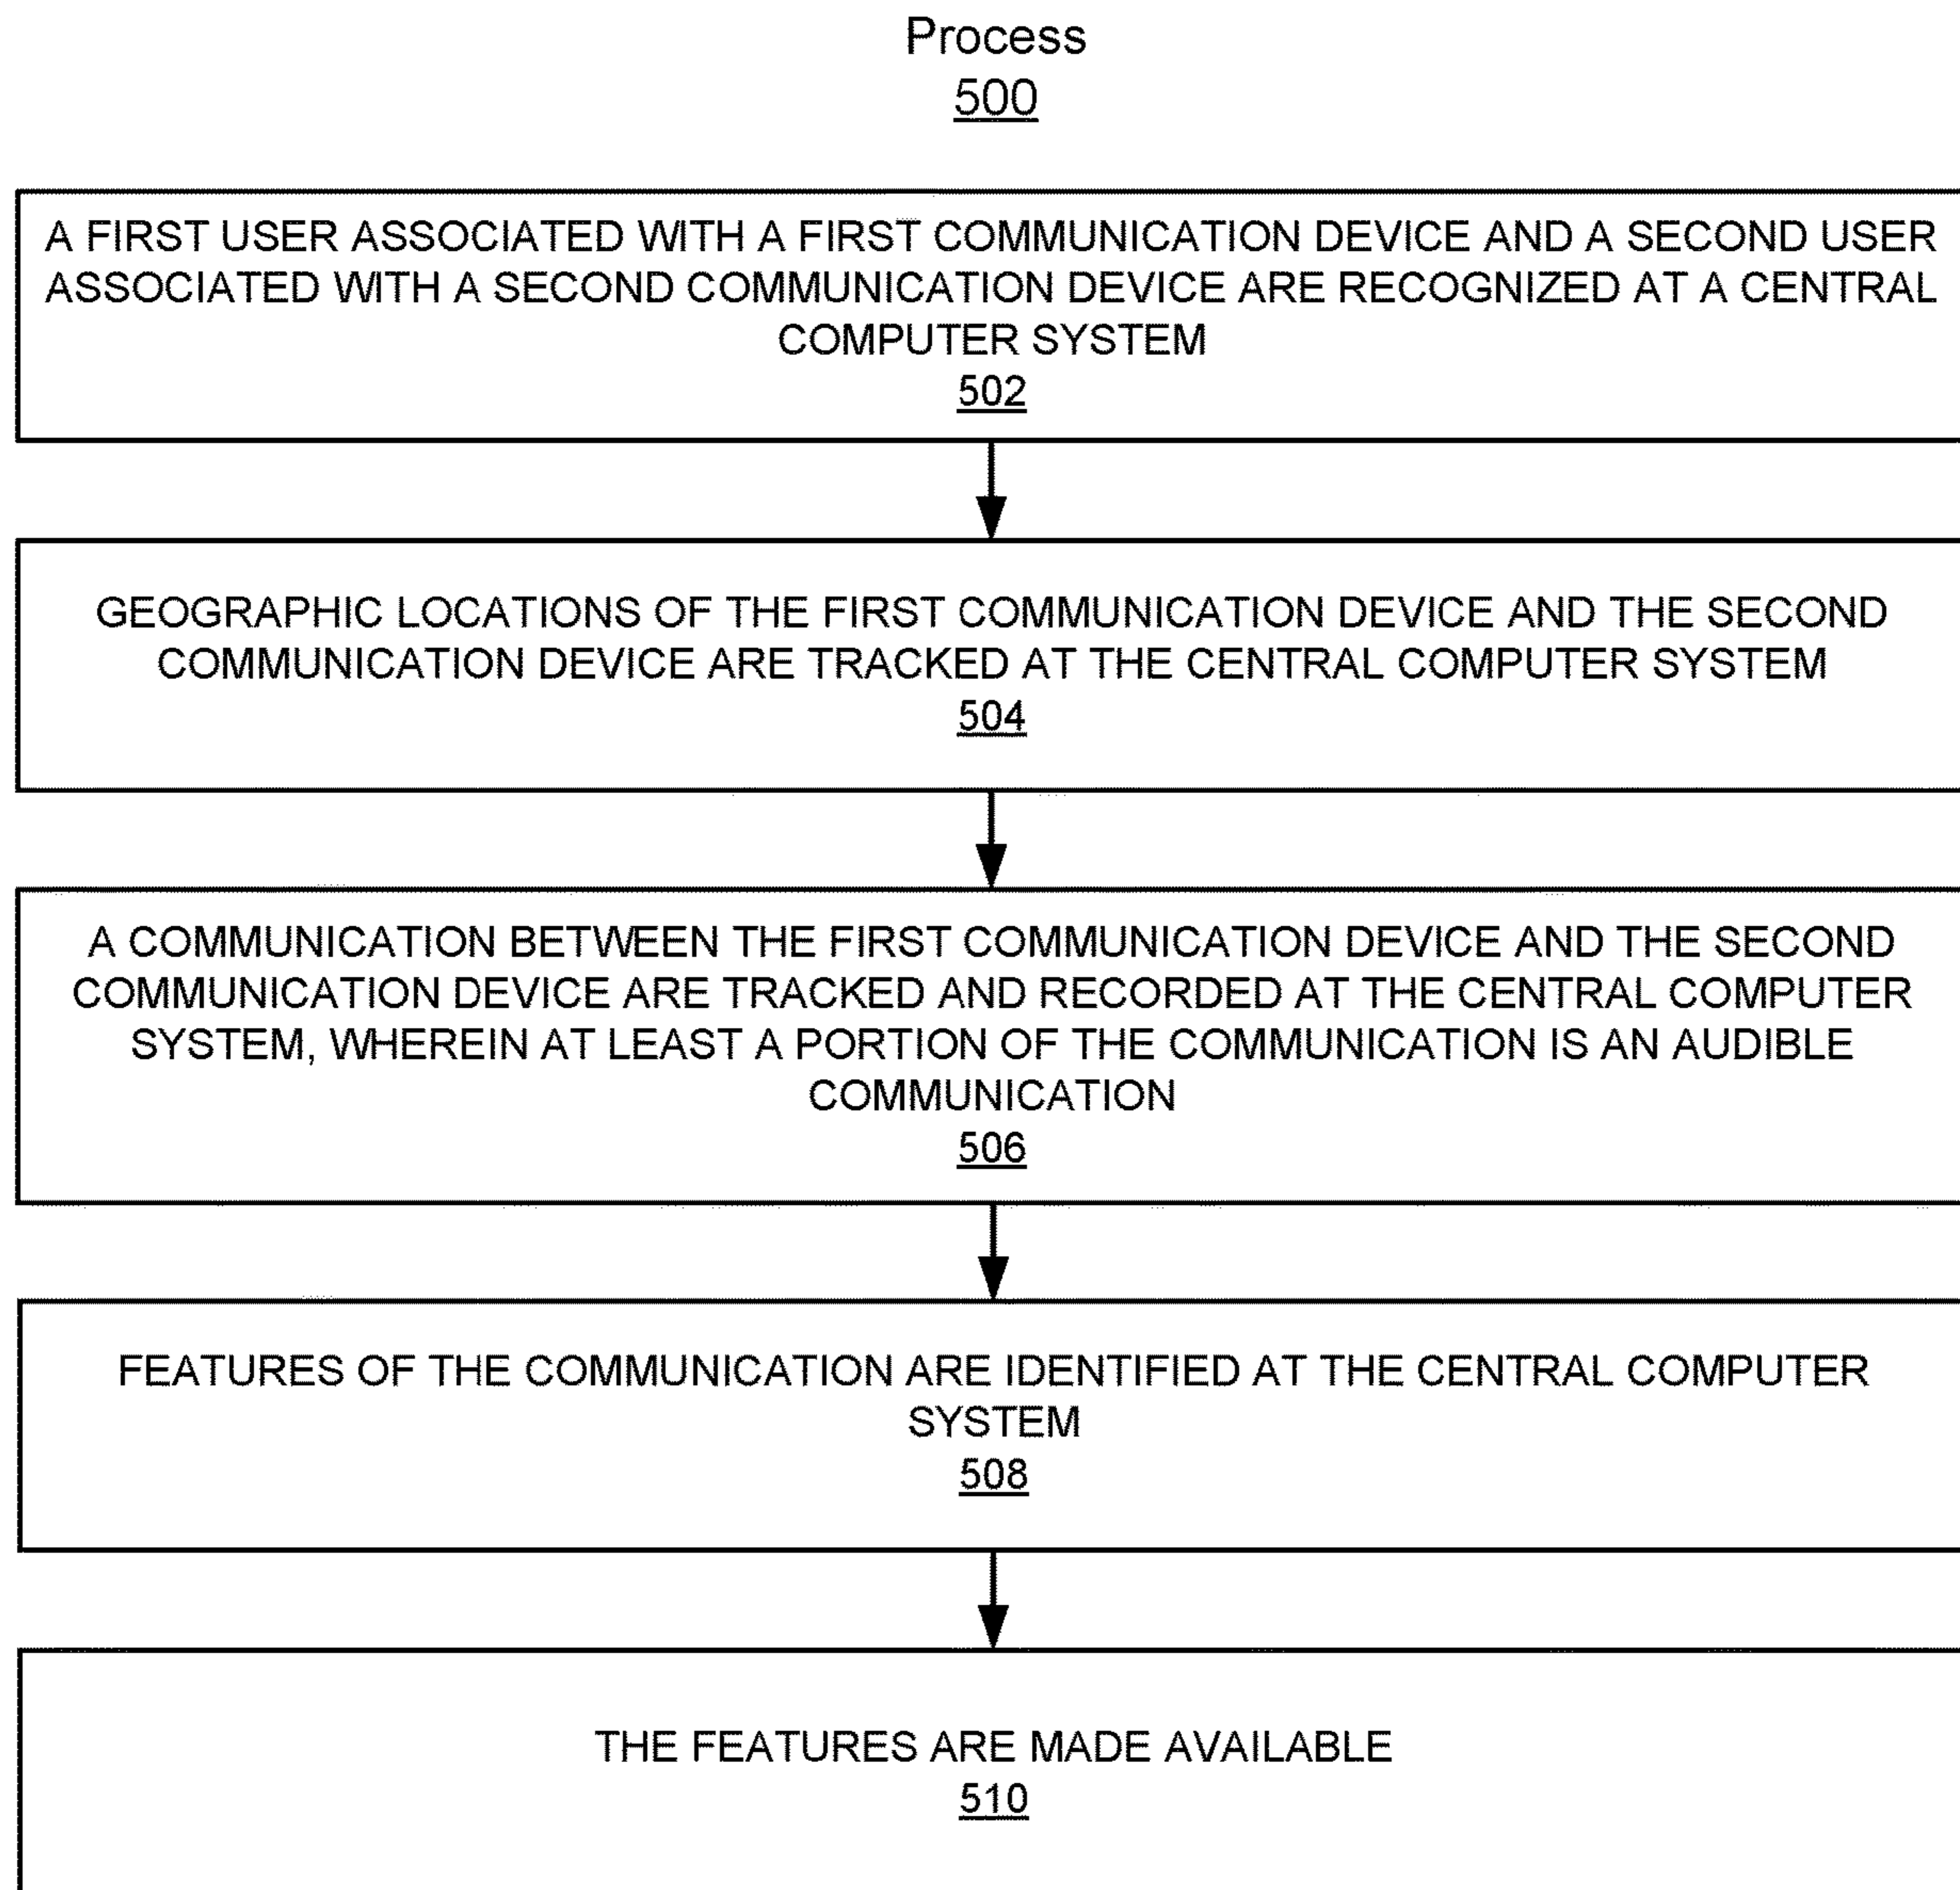 Process
500
A FIRST USER ASSOCIATED WITH A FIRST COMMUNICATION DEVICE AND A SECOND USER
ASSOCIATED WITH A SECOND COMMUNICATION DEVICE ARE RECOGNIZED AT A CENTRAL
COMPUTER SYSTEM
502
GEOGRAPHIC LOCATIONS OF THE FIRST COMMUNICATION DEVICE AND THE SECOND
COMMUNICATION DEVICE ARE TRACKED AT THE CENTRAL COMPUTER SYSTEM
504
A COMMUNICATION BETWEEN THE FIRST COMMUNICATION DEVICE AND THE SECOND
COMMUNICATION DEVICE ARE TRACKED AND RECORDED AT THE CENTRAL COMPUTER
SYSTEM, WHEREIN AT LEAST A PORTION OF THE COMMUNICATION IS AN AUDIBLE
COMMUNICATION
506
FEATURES OF THE COMMUNICATION ARE IDENTIFIED AT THE CENTRAL COMPUTER
SYSTEM
508
THE FEATURES ARE MADE AVAILABLE
510